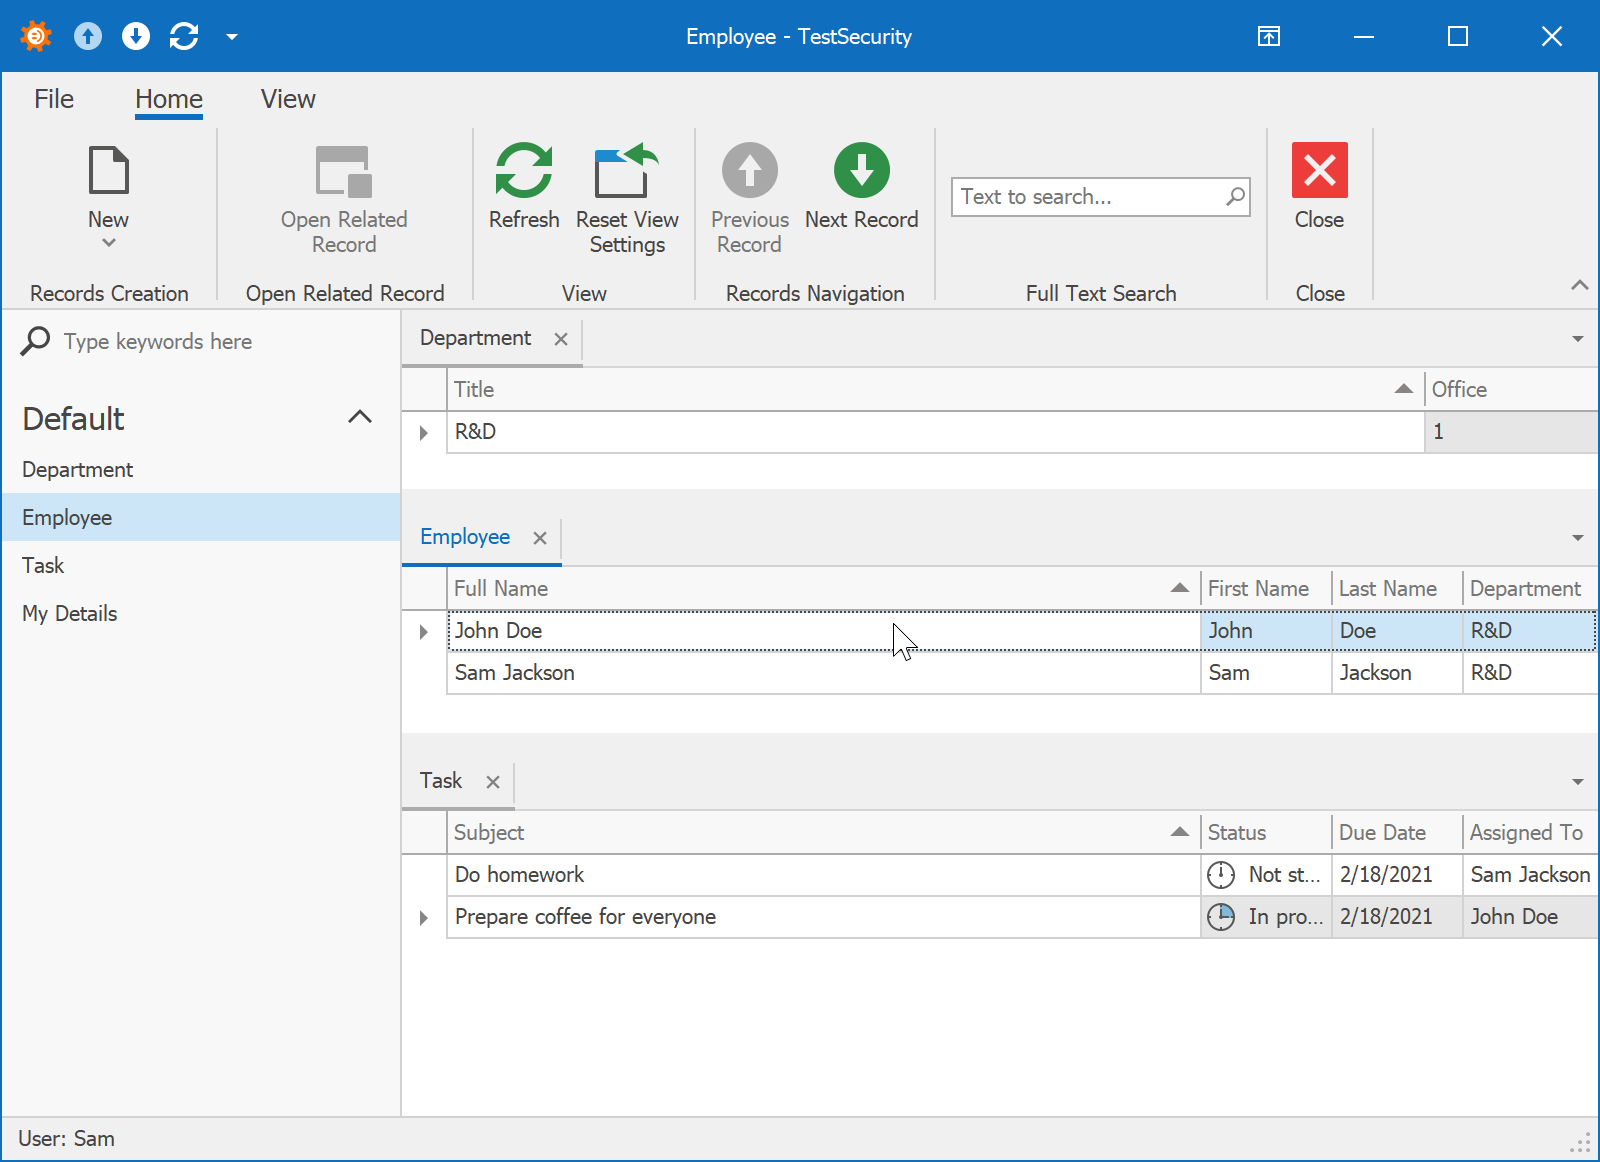 Employee - TestSecurity
File Home View
New
Open Related
Record
Refresh
Reset View
Settings
Previous
Record
Next Record
Text to search...
Close
Records Creation
Open Related Record
View
Records Navigation
Full Text Search
Close
Type keywords here
Default
Department
Employee
Task
My Details
Department
Title Office
R&D 1
Employee
Full Name First Name Last Name Department
John Doe John Doe R&D
Sam Jackson Sam Jackson R&D
Task
Subject Status Due Date Assigned To
Do homework Not st... 2/18/2021 Sam Jackson
Prepare coffee for everyone In pro... 2/18/2021 John Doe
User: Sam